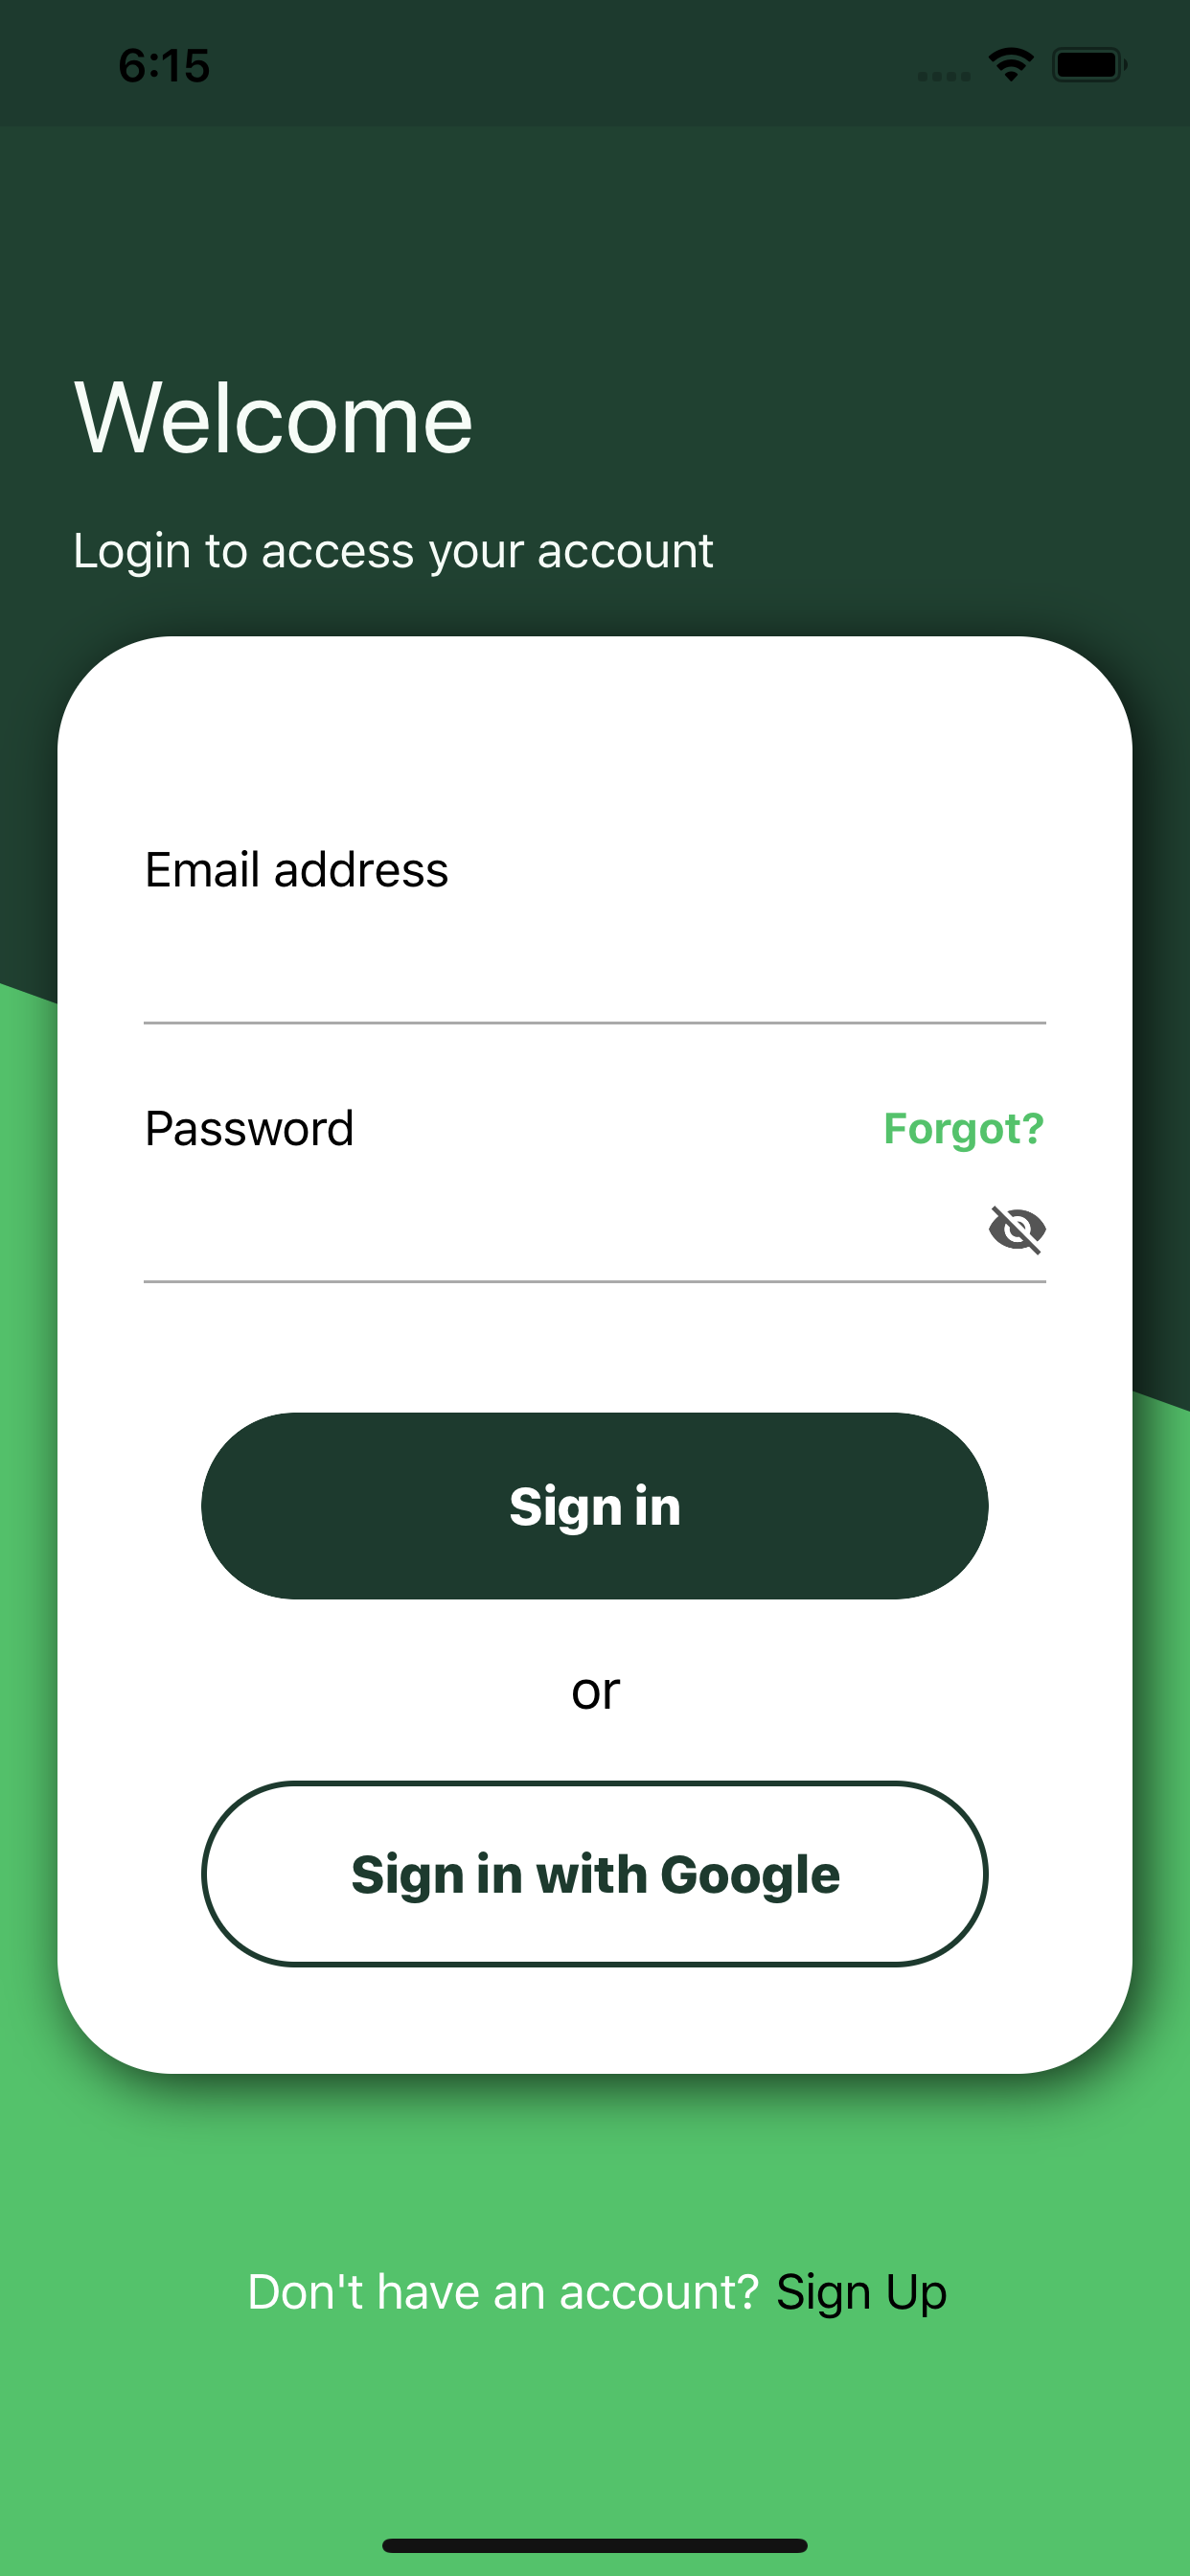 6:15
Welcome
Login to access your account
Email address
Password Forgot?
Sign in
or
Sign in with Google
Don't have an account? Sign Up